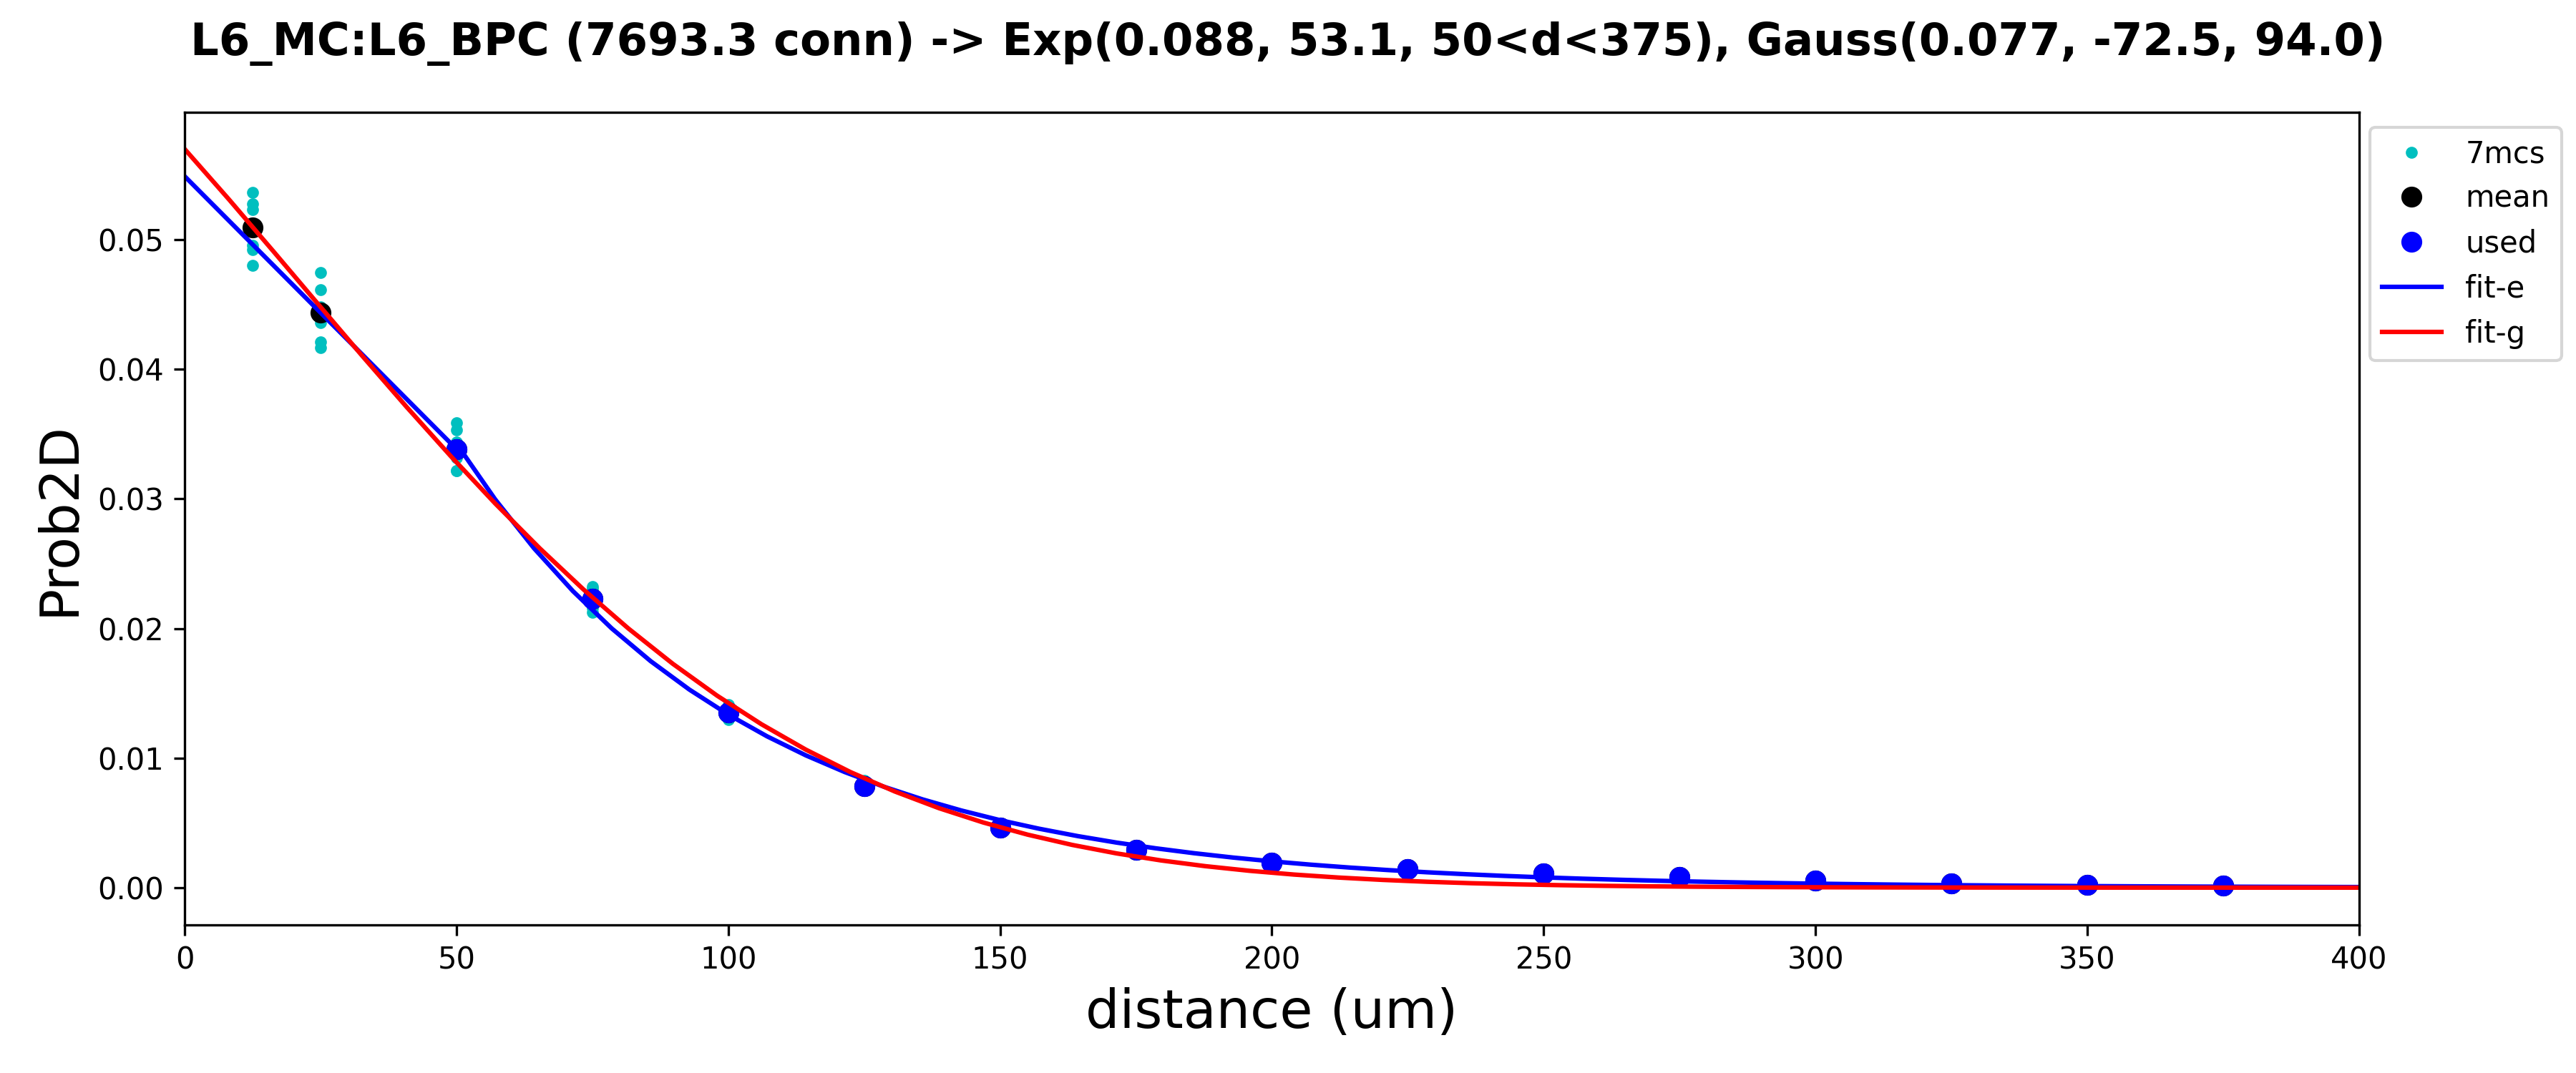 L6_MC:L6_BPC (7693.3 conn) -> Exp(0.088, 53.1, 50<d<375), Gauss(0.077, -72.5, 94.0)
7mcs
mean
used
fit-e
fit-g
Prob2D
0.05
0.04
0.03
0.02
0.01
0.00
0 50 100 150 200 250 300 350 400
distance (um)